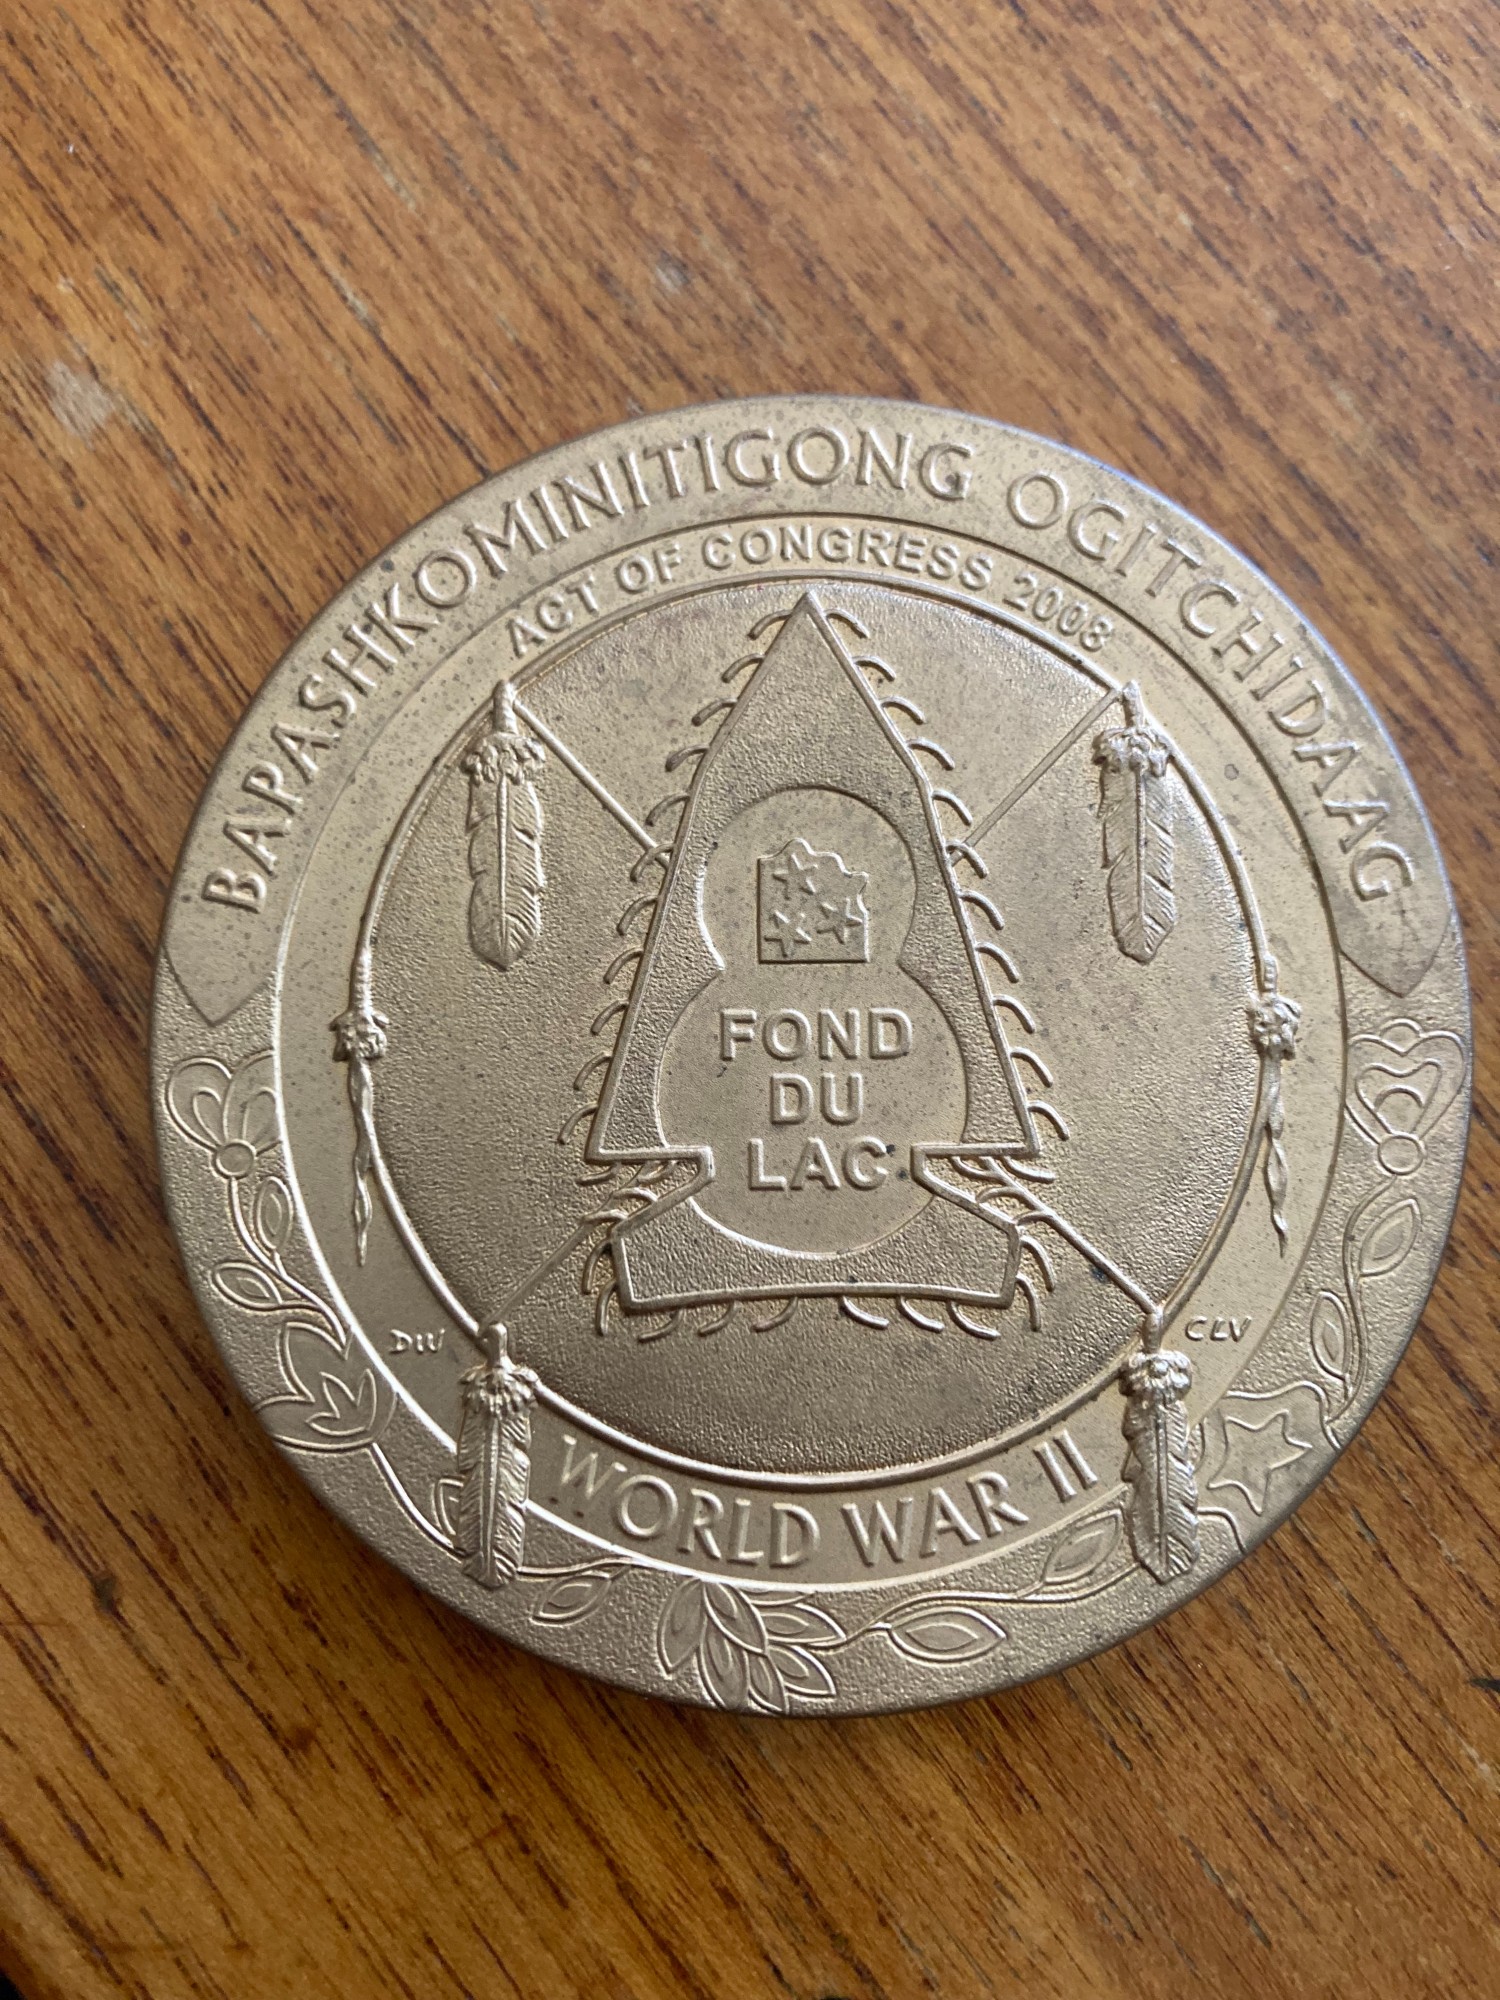 BAPASHKOMINITIGONG OGITCHIDAAG
ACT OF CONGRESS 2008
FOND
DU
LAC
DW
CLV
WORLD WAR II